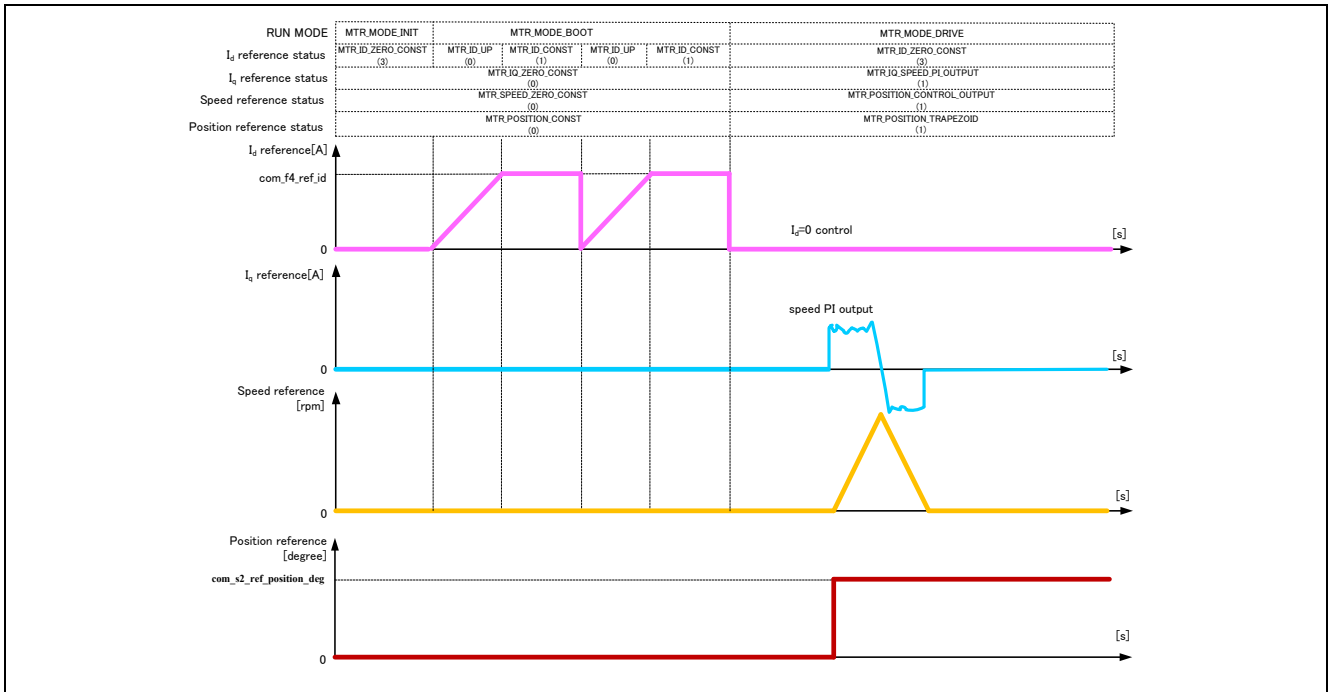 RUN MODE MTR_MODE_INIT MTR_MODE_BOOT MTR_MODE_DRIVE
Id reference status MTR_ID_ZERO_CONST MTR_ID_UP MTR_ID_CONST MTR_ID_UP MTR_ID_CONST MTR_ID_ZERO_CONST
(3) (0) (1) (0) (1) (3)
Iq reference status MTR_IQ_ZERO_CONST MTR_IQ_SPEED_PI_OUTPUT
(0) (1)
Speed reference status MTR_SPEED_ZERO_CONST MTR_POSITION_CONTROL_OUTPUT
(0) (1)
Position reference status MTR_POSITION_CONST MTR_POSITION_TRAPEZOID
(0) (1)
Id reference[A]
com_f4_ref_id
Id=0 control
[s]
0
Iq reference[A]
speed PI output
[s]
0
Speed reference
[rpm]
[s]
0
Position reference
[degree]
com_s2_ref_position_deg
[s]
0